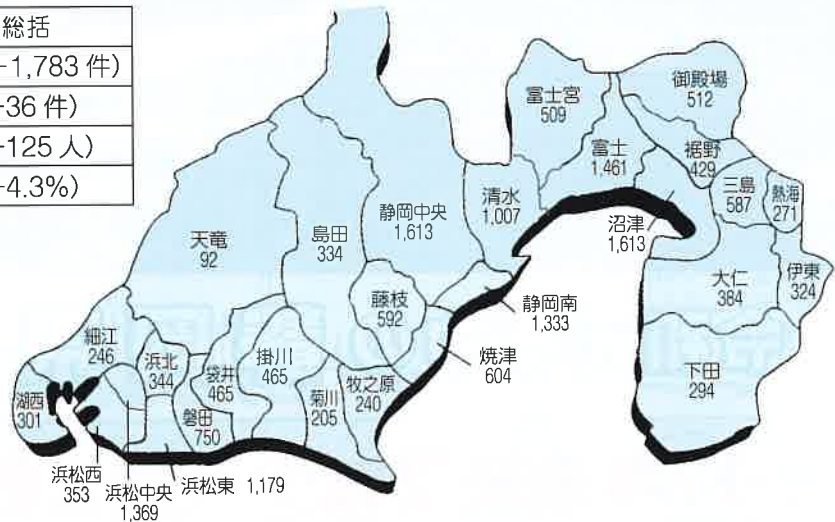 総括
-1,783 件)
-36 件)
-125 人)
-4.3%)
御殿場
512
富士宮
509
富士
1,461
裾野
429
三島
587
熱海
271
清水
1,007
沼津
1,613
静岡中央
1,613
島田
334
天竜
92
大仁
384
伊東
324
藤枝
592
静岡南
1,333
焼津
604
下田
294
細江
246
浜北
344
袋井
465
掛川
465
菊川
205
牧之原
240
湖西
301
磐田
750
浜松西
353
浜松中央
1,369
浜松東 1,179